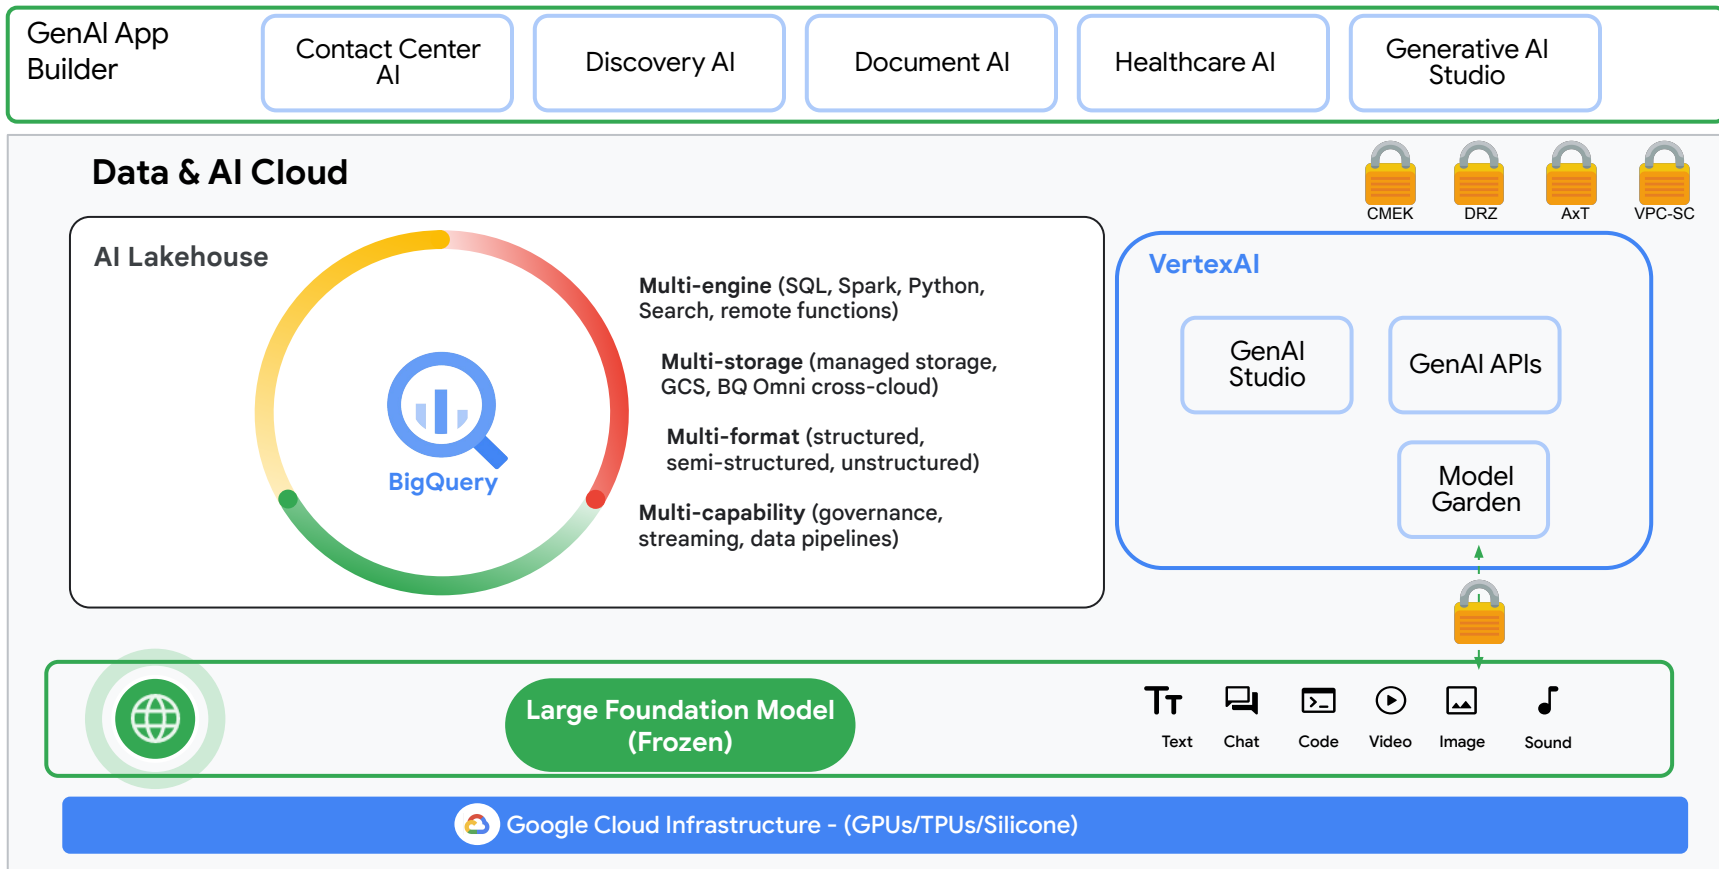 GenAI App
Builder
Contact Center
AI
Discovery AI
Document AI
Healthcare AI
Generative AI
Studio
Data & AI Cloud
CMEK
DRZ
AxT
VPC-SC
AI Lakehouse
BigQuery
Multi-engine (SQL, Spark, Python,
Search, remote functions)
Multi-storage (managed storage,
GCS, BQ Omni cross-cloud)
Multi-format (structured,
semi-structured, unstructured)
Multi-capability (governance,
streaming, data pipelines)
VertexAI
GenAI
Studio
GenAI APIs
Model
Garden
Large Foundation Model
(Frozen)
Text
Chat
Code
Video
Image
Sound
Google Cloud Infrastructure - (GPUs/TPUs/Silicone)